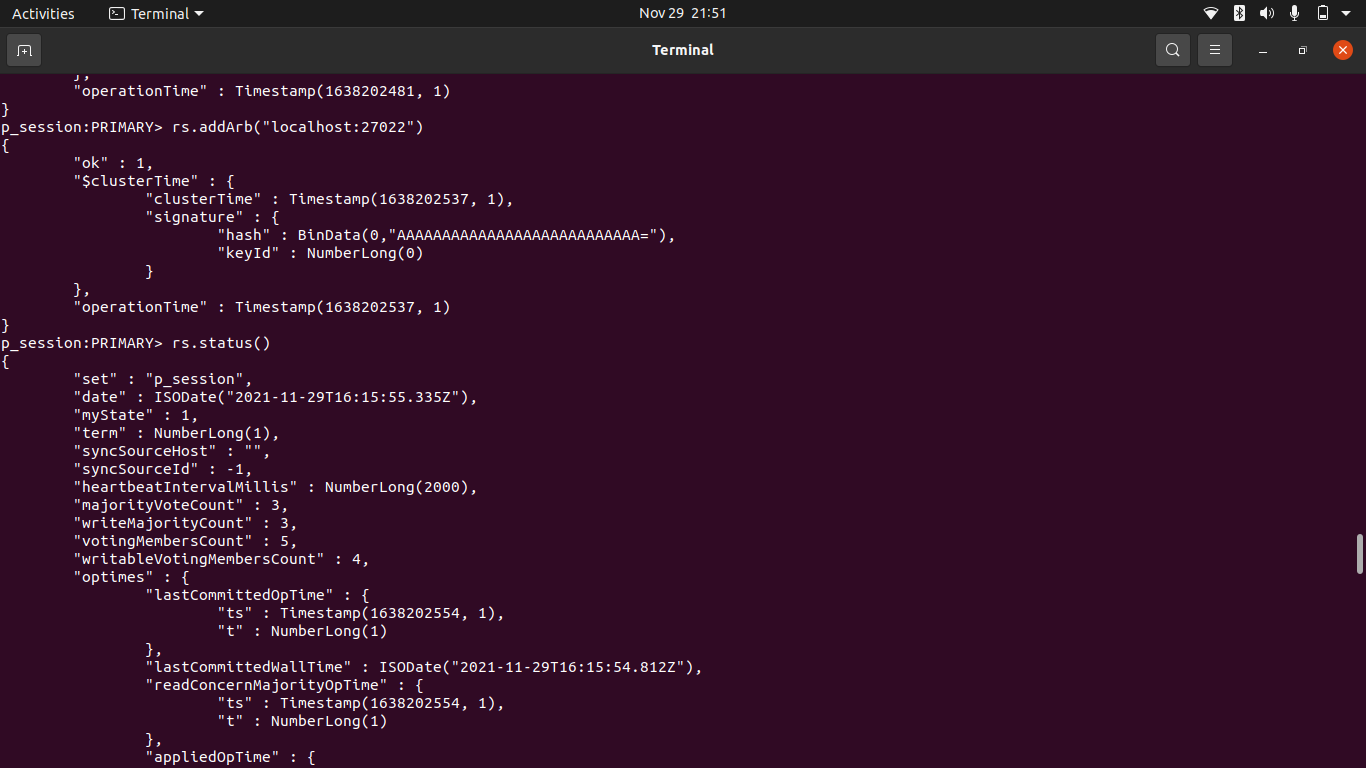 Activities Terminal Nov 29 21:51
Terminal
},
"operationTime" : Timestamp(1638202481, 1)
}
p_session:PRIMARY> rs.addArb("localhost:27022")
{
"ok" : 1,
"$clusterTime" : {
"clusterTime" : Timestamp(1638202537, 1),
"signature" : {
"hash" : BinData(0,"AAAAAAAAAAAAAAAAAAAAAAAAAAA="),
"keyId" : NumberLong(0)
}
},
"operationTime" : Timestamp(1638202537, 1)
}
p_session:PRIMARY> rs.status()
{
"set" : "p_session",
"date" : ISODate("2021-11-29T16:15:55.335Z"),
"myState" : 1,
"term" : NumberLong(1),
"syncSourceHost" : "",
"syncSourceId" : -1,
"heartbeatIntervalMillis" : NumberLong(2000),
"majorityVoteCount" : 3,
"writeMajorityCount" : 3,
"votingMembersCount" : 5,
"writableVotingMembersCount" : 4,
"optimes" : {
"lastCommittedOpTime" : {
"ts" : Timestamp(1638202554, 1),
"t" : NumberLong(1)
},
"lastCommittedWallTime" : ISODate("2021-11-29T16:15:54.812Z"),
"readConcernMajorityOpTime" : {
"ts" : Timestamp(1638202554, 1),
"t" : NumberLong(1)
},
"appliedOpTime" : {